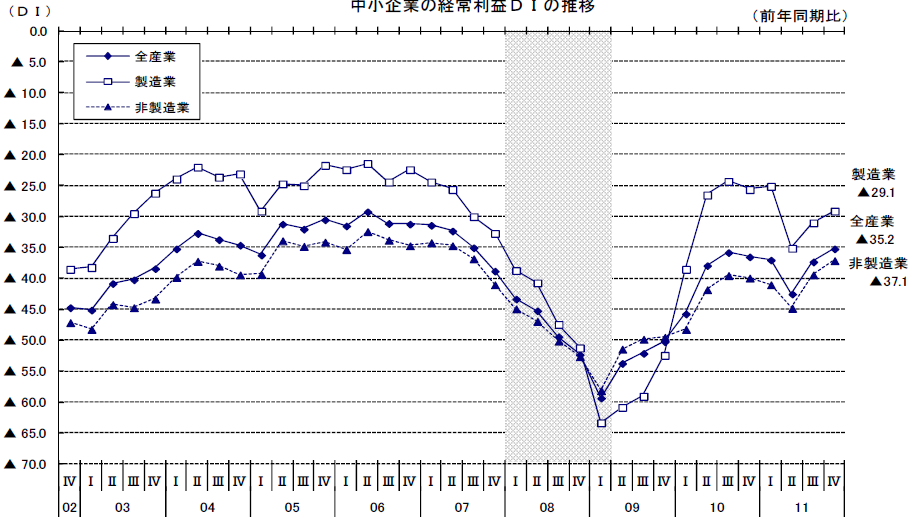 中小企業の経常利益DIの推移
(DI)
(前年同期比)
0.0
▲ 5.0
▲ 10.0
▲ 15.0
▲ 20.0
▲ 25.0
▲ 30.0
▲ 35.0
▲ 40.0
▲ 45.0
▲ 50.0
▲ 55.0
▲ 60.0
▲ 65.0
▲ 70.0
全産業
製造業
非製造業
製造業
▲29.1
全産業
▲35.2
非製造業
▲37.1
Ⅳ Ⅰ Ⅱ Ⅲ Ⅳ Ⅰ Ⅱ Ⅲ Ⅳ Ⅰ Ⅱ Ⅲ Ⅳ Ⅰ Ⅱ Ⅲ Ⅳ Ⅰ Ⅱ Ⅲ Ⅳ Ⅰ Ⅱ Ⅲ Ⅳ Ⅰ Ⅱ Ⅲ Ⅳ Ⅰ Ⅱ Ⅲ Ⅳ Ⅰ Ⅱ Ⅲ Ⅳ
02 03 04 05 06 07 08 09 10 11